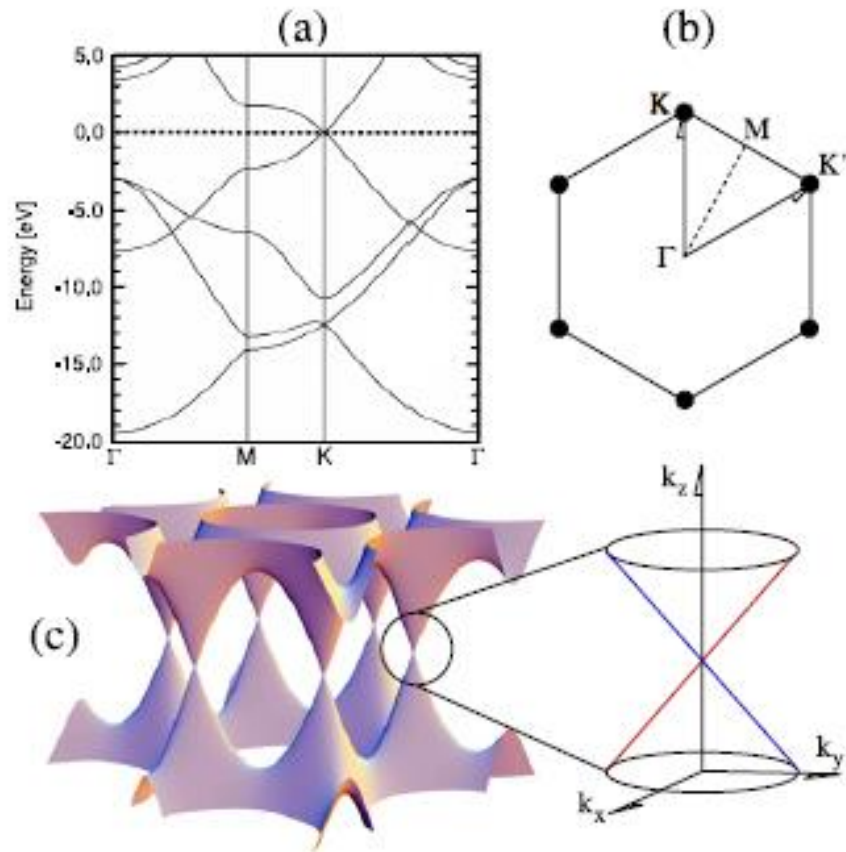 (a)
(b)
Energy [eV]
5.0
0.0
-5.0
-10.0
-15.0
-20.0
Γ M K Γ
K
M
K'
Γ
(c)
k_z
k_y
k_x